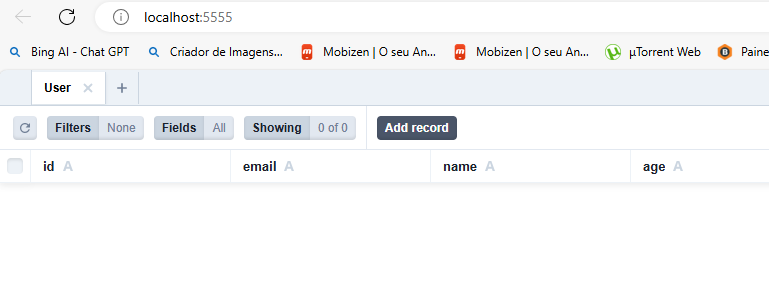 localhost:5555
Bing AI - Chat GPT Criador de Imagens... Mobizen | O seu An... Mobizen | O seu An... µTorrent Web Paine
User
Filters None Fields All Showing 0 of 0 Add record
id A email A name A age A